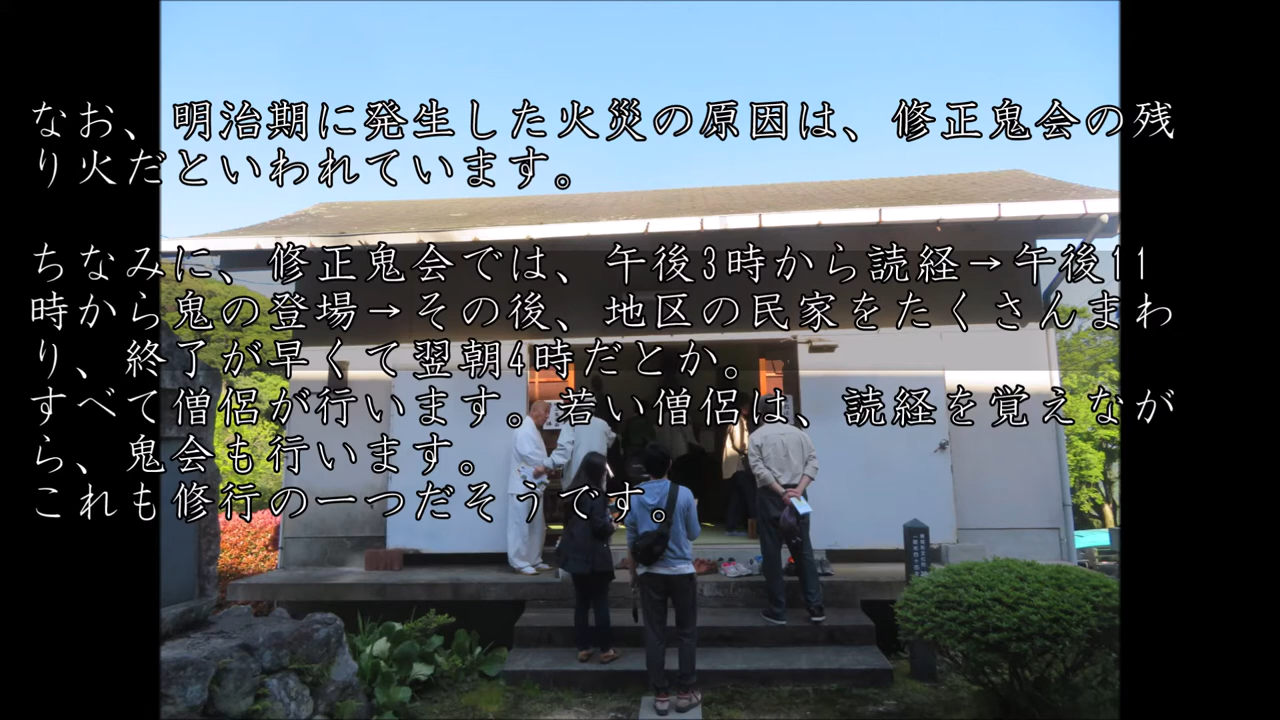 なお、明治期に発生した火災の原因は、修正鬼会の残
り火だといわれています。
ちなみに、修正鬼会では、午後3時から読経→午後11
時から鬼の登場→その後、地区の民家をたくさんまわ
り、終了が早くて翌朝4時だとか。
すべて僧侶が行います。若い僧侶は、読経を覚えなが
ら、鬼会も行います。
これも修行の一つだそうです。